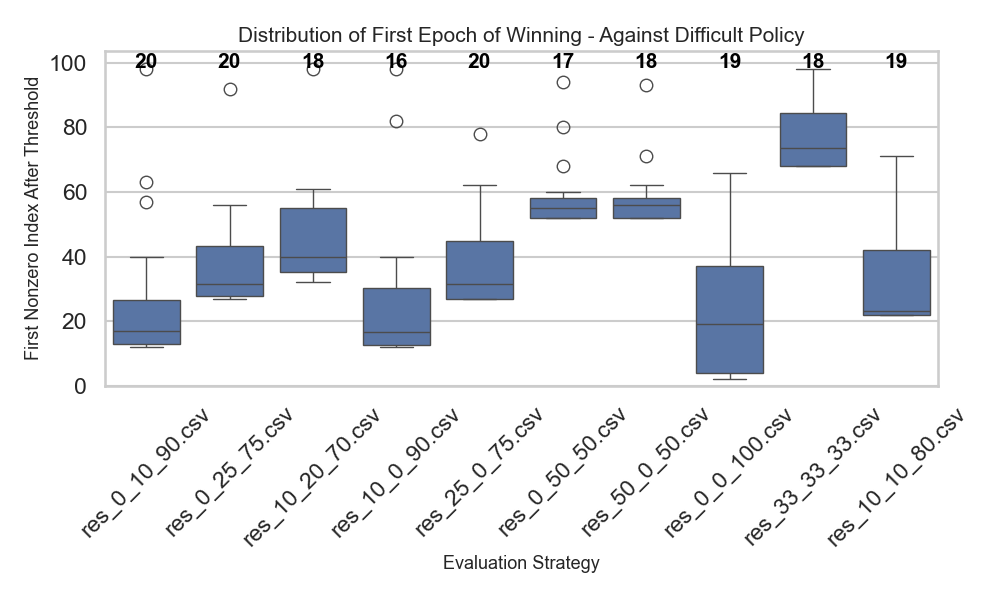 Distribution of First Epoch of Winning - Against Difficult Policy
First Nonzero Index After Threshold
100
80
60
40
20
0
20 20 18 16 20 17 18 19 18 19
res_0_10_90.csv
res_0_25_75.csv
res_10_20_70.csv
res_10_0_90.csv
res_25_0_75.csv
res_0_50_50.csv
res_50_0_50.csv
res_0_0_100.csv
res_33_33_33.csv
res_10_10_80.csv
Evaluation Strategy